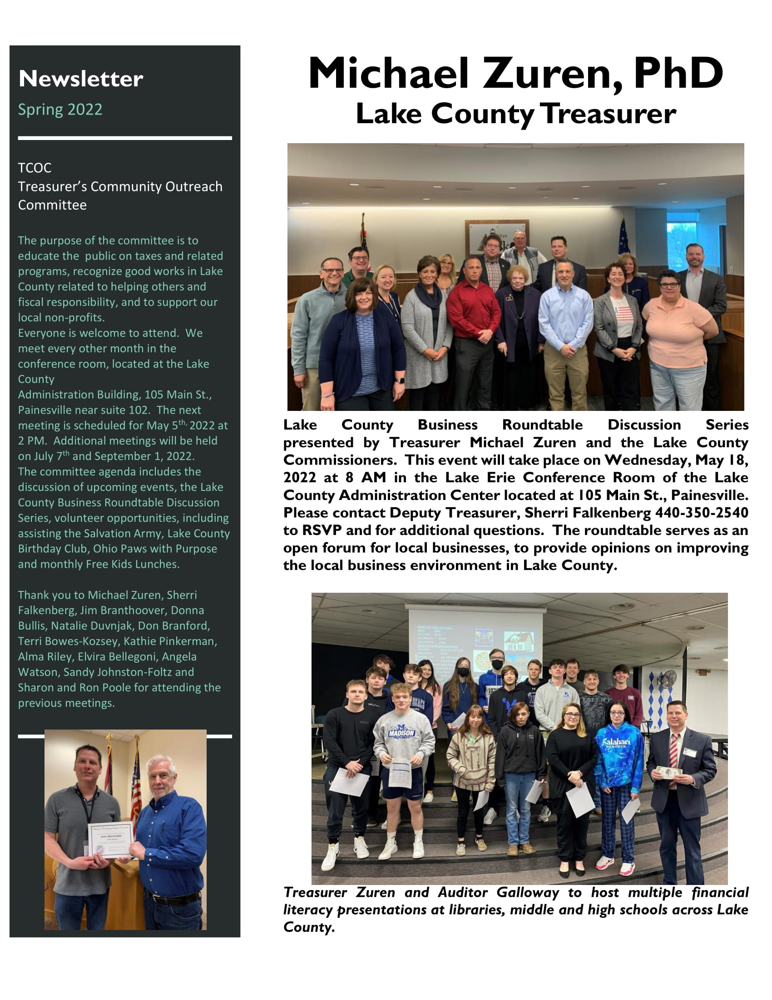 Newsletter
Spring 2022
TCOC
Treasurer’s Community Outreach
Committee
The purpose of the committee is to
educate the  public on taxes and related
programs, recognize good works in Lake
County related to helping others and
fiscal responsibility, and to support our
local non-profits.
Everyone is welcome to attend.  We
meet every other month in the
conference room, located at the Lake
County
Administration Building, 105 Main St.,
Painesville near suite 102.  The next
meeting is scheduled for May 5th, 2022 at
2 PM.  Additional meetings will be held
on July 7th and September 1, 2022.
The committee agenda includes the
discussion of upcoming events, the Lake
County Business Roundtable Discussion
Series, volunteer opportunities, including
assisting the Salvation Army, Lake County
Birthday Club, Ohio Paws with Purpose
and monthly Free Kids Lunches.
Thank you to Michael Zuren, Sherri
Falkenberg, Jim Branthoover, Donna
Bullis, Natalie Duvnjak, Don Branford,
Terri Bowes-Kozsey, Kathie Pinkerman,
Alma Riley, Elvira Bellegoni, Angela
Watson, Sandy Johnston-Foltz and
Sharon and Ron Poole for attending the
previous meetings.
DON BRANFORD
Michael Zuren, PhD
Lake County Treasurer
Lake County Business Roundtable Discussion Series
presented by Treasurer Michael Zuren and the Lake County
Commissioners.  This event will take place on Wednesday, May 18,
2022 at 8 AM in the Lake Erie Conference Room of the Lake
County Administration Center located at 105 Main St., Painesville.
Please contact Deputy Treasurer, Sherri Falkenberg 440-350-2540
to RSVP and for additional questions.  The roundtable serves as an
open forum for local businesses, to provide opinions on improving
the local business environment in Lake County.
MADISON
Kalahari
RESORTS
Treasurer Zuren and Auditor Galloway to host multiple financial
literacy presentations at libraries, middle and high schools across Lake
County.